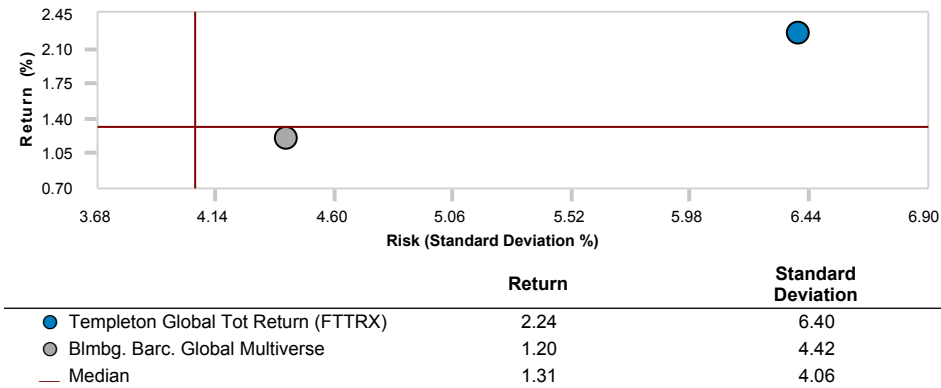 2.45
2.10
1.75
1.40
1.05
0.70
Return (%)
3.68 4.14 4.60 5.06 5.52 5.98 6.44 6.90
Risk (Standard Deviation %)
Return Standard Deviation
Templeton Global Tot Return (FTTRX) 2.24 6.40
Blmbg. Barc. Global Multiverse 1.20 4.42
Median 1.31 4.06